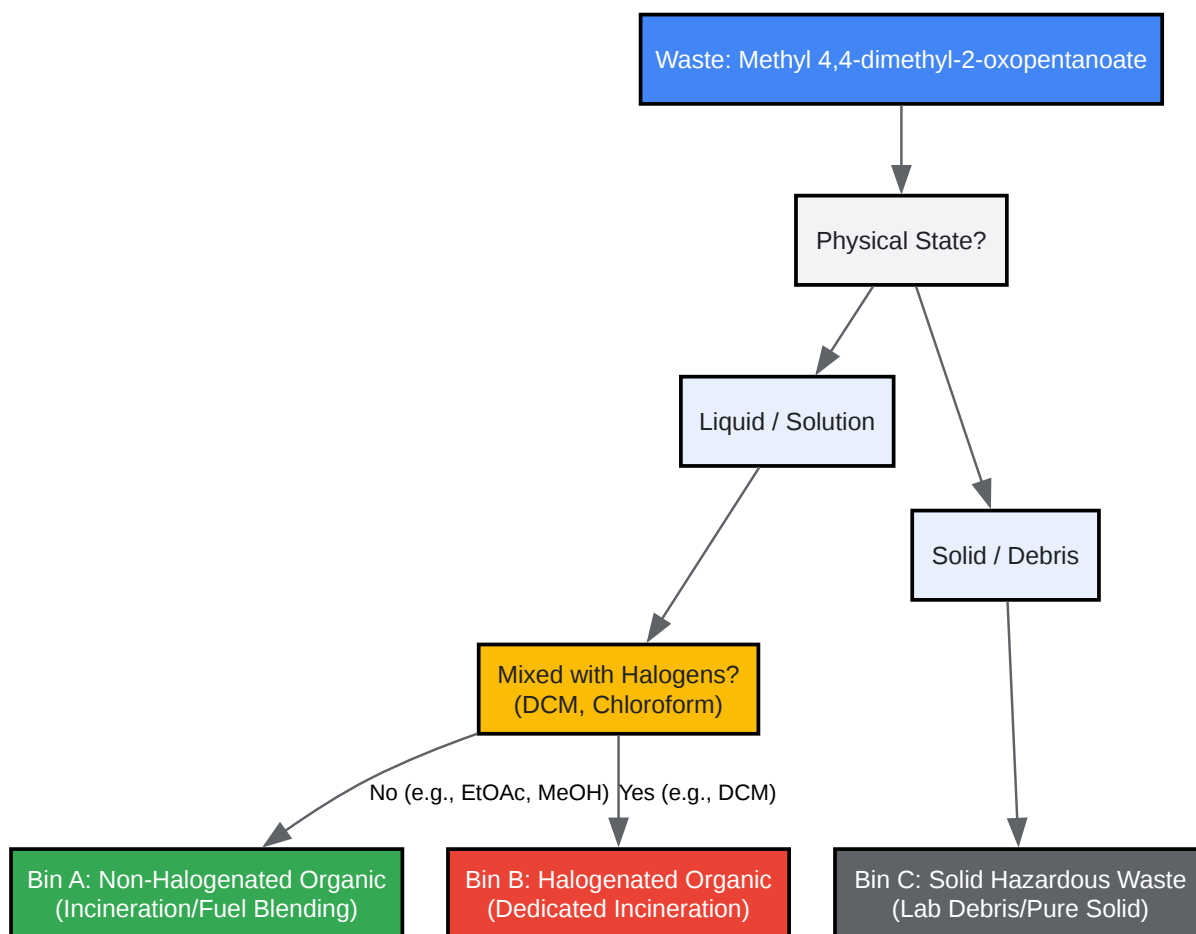 Waste: Methyl 4,4-dimethyl-2-oxopentanoate
Physical State?
Liquid / Solution
Solid / Debris
Mixed with Halogens?
(DCM, Chloroform)
No (e.g., EtOAc, MeOH)
Yes (e.g., DCM)
Bin A: Non-Halogenated Organic
(Incineration/Fuel Blending)
Bin B: Halogenated Organic
(Dedicated Incineration)
Bin C: Solid Hazardous Waste
(Lab Debris/Pure Solid)